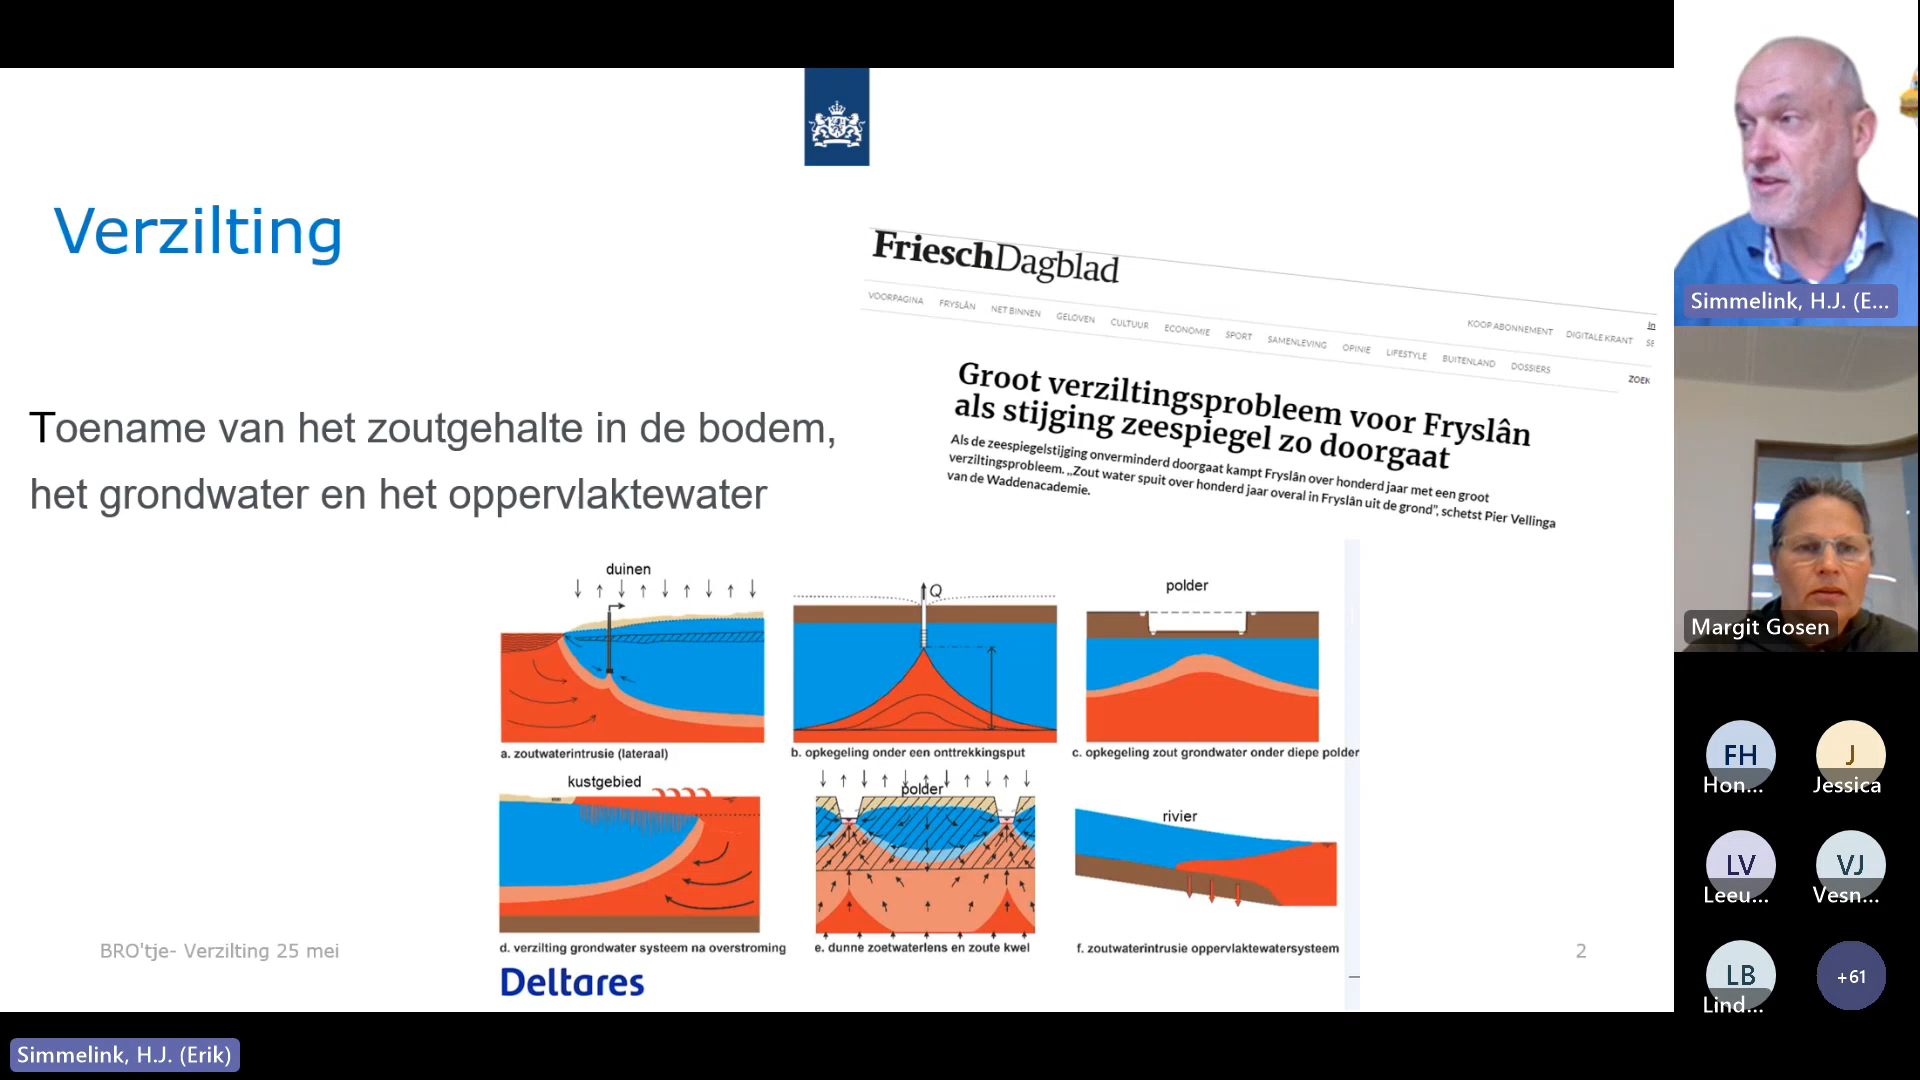 Verzilting
Toename van het zoutgehalte in de bodem,
het grondwater en het oppervlaktewater
FrieschDagblad
VOORPAGINA FRYSLÂN NET BINNEN GELOVEN CULTUUR ECONOMIE SPORT SAMENLEVING OPINIE LIFESTYLE BUITENLAND DOSSIERS
KOOP ABONNEMENT DIGITALE KRANT
ZOEK
Groot verziltingsprobleem voor Fryslân
als stijging zeespiegel zo doorgaat
Als de zeespiegelstijging onverminderd doorgaat kampt Fryslân over honderd jaar met een groot
verziltingsprobleem. „Zout water spuit over honderd jaar overal in Fryslân uit de grond”, schetst Pier Vellinga
van de Waddenacademie.
duinen
Q
polder
a. zoutwaterintrusie (lateraal)
b. opkegeling onder een onttrekkingsput
c. opkegeling zout grondwater onder diepe polder
kustgebied
polder
rivier
d. verzilting grondwater systeem na overstroming
e. dunne zoetwaterlens en zoute kwel
f. zoutwaterintrusie oppervlaktewatersysteem
Deltares
BRO'tje- Verzilting 25 mei
2
Simmelink, H.J. (E...
Margit Gosen
FH
Hon...
J
Jessica
LV
Leeu...
VJ
Vesn...
LB
Lind...
+61
Simmelink, H.J. (Erik)